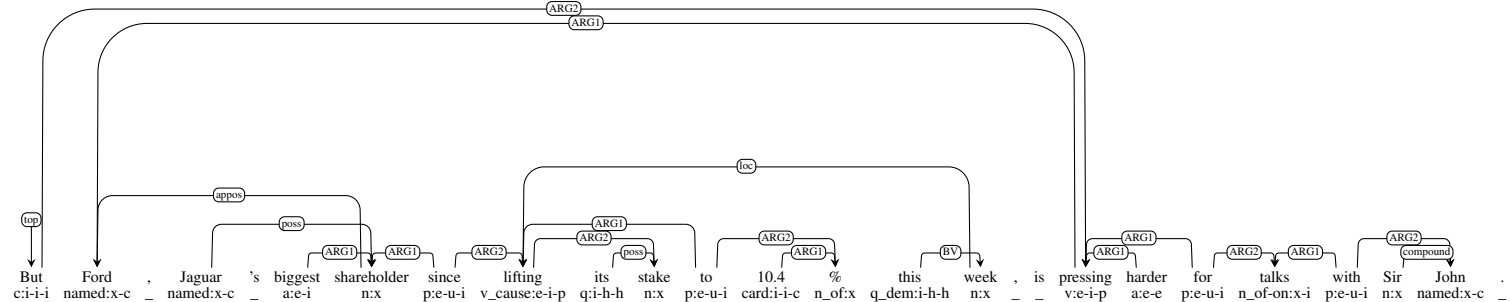 ARG2
ARG1
loc
appos
top
poss ARG1
ARG2 ARG2 ARG1 ARG2
ARG1 ARG1 ARG2 poss ARG1 BV ARG1 ARG2 ARG1 compound
But Ford , Jaguar 's biggest shareholder since lifting its stake to 10.4 % this week , is pressing harder for talks with Sir John
c:i-i-i named:x-c _ named:x-c _ a:e-i n:x p:e-u-i v_cause:e-i-p q:i-h-h n:x p:e-u-i card:i-i-c n_of:x q_dem:i-h-h n:x _ _ v:e-i-p a:e-e p:e-u-i n_of-on:x-i p:e-u-i n:x named:x-c _